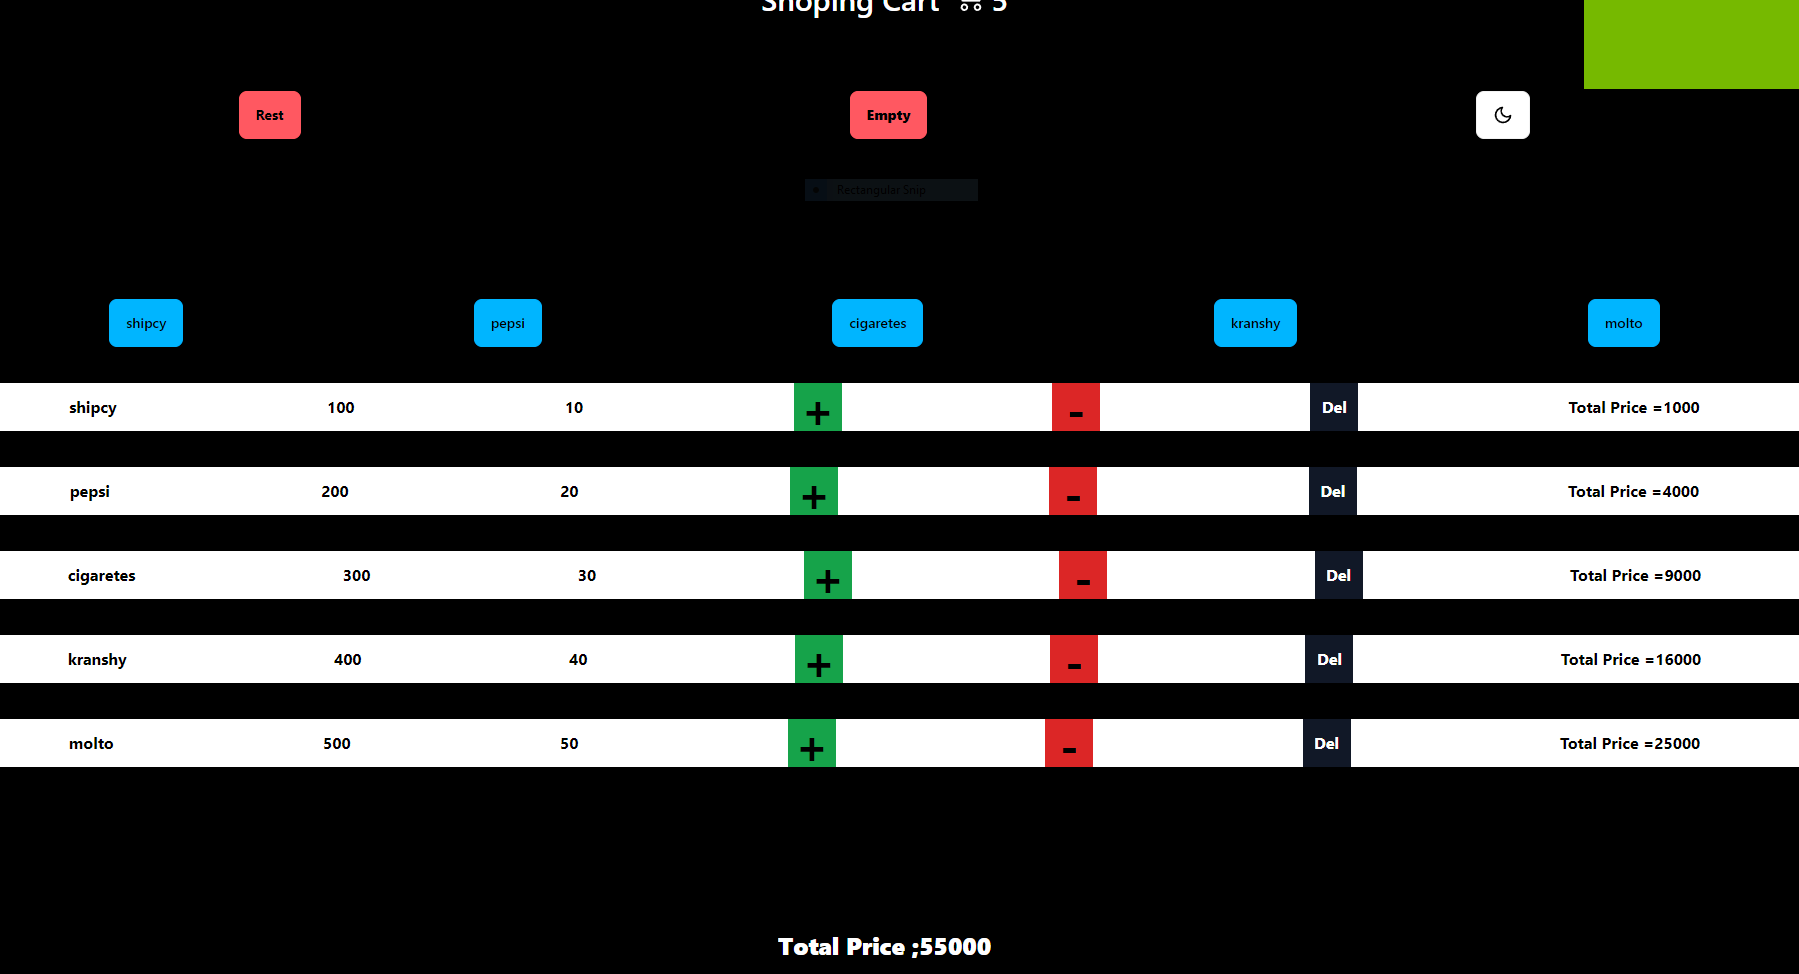 Shoping Cart 5
Rest Empty
Rectangular Snip
shipcy pepsi cigaretes kranshy molto
shipcy 100 10 + - Del Total Price =1000
pepsi 200 20 + - Del Total Price =4000
cigaretes 300 30 + - Del Total Price =9000
kranshy 400 40 + - Del Total Price =16000
molto 500 50 + - Del Total Price =25000
Total Price ;55000